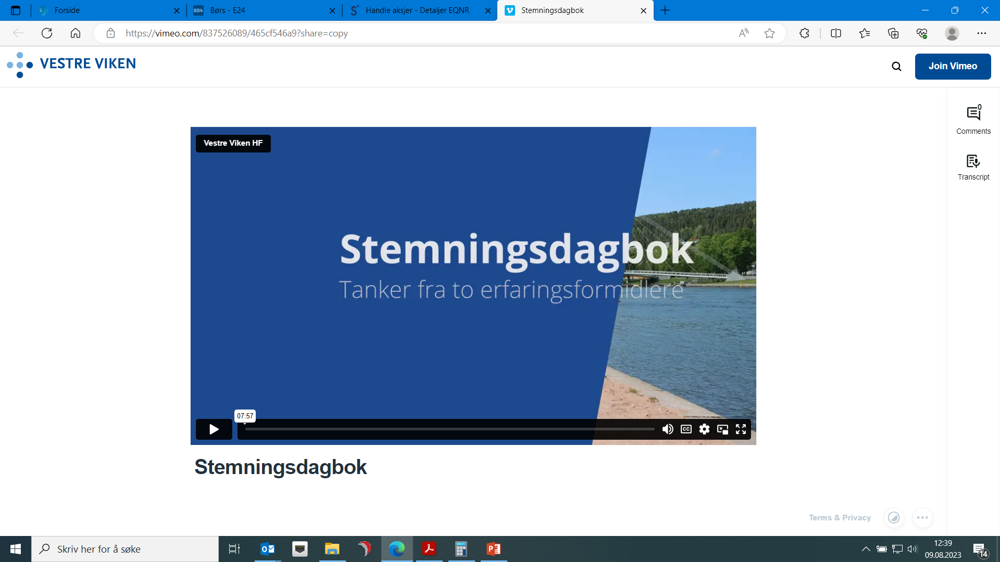 Forside
Børs - E24
Handle aksjer - Detaljer EQNR
Stemningsdagbok
https://vimeo.com/837526089/465cf546a9?share=copy
VESTRE VIKEN
Join Vimeo
0
Comments
Transcript
Vestre Viken HF
Stemningsdagbok
Tanker fra to erfaringsformidlere
07:57
CC
Stemningsdagbok
Terms & Privacy
Skriv her for å søke
12:39
09.08.2023
14